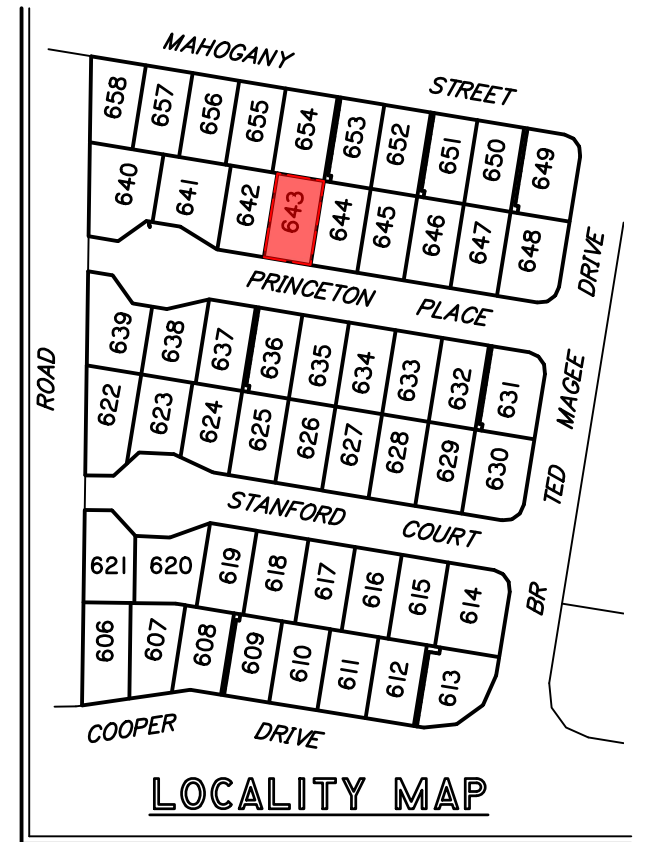 MAHOGANY STREET
658 657 656 655 654 653 652 651 650 649
640 641 642 643 644 645 646 647 648
DRIVE
PRINCETON PLACE
639 638 637 636 635 634 633 632 631
ROAD
MAGEE
622 623 624 625 626 627 628 629 630
TED
STANFORD COURT
621 620 619 618 617 616 615 614
BR
606 607 608 609 610 611 612 613
COOPER DRIVE
LOCALITY MAP